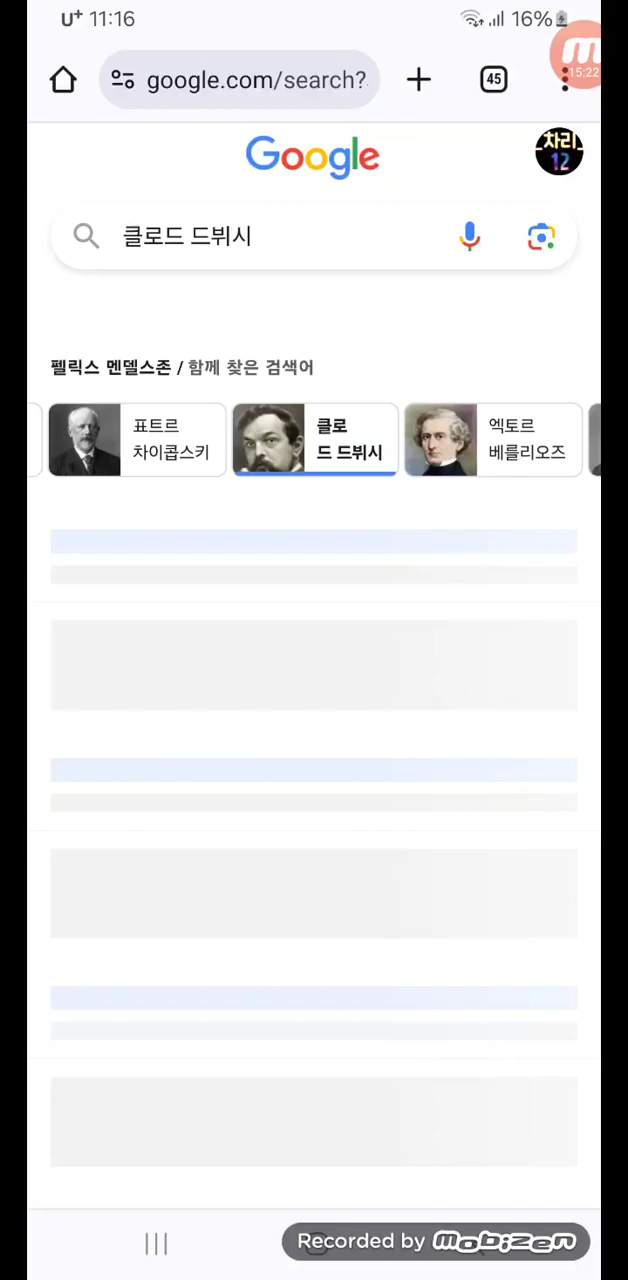 U⁺ 11:16 16%
15:22
google.com/search?
45
Google
차리
12
클로드 드뷔시
펠릭스 멘델스존 / 함께 찾은 검색어
표트르
차이콥스키
클로
드 드뷔시
엑토르
베를리오즈
Recorded by mobizen